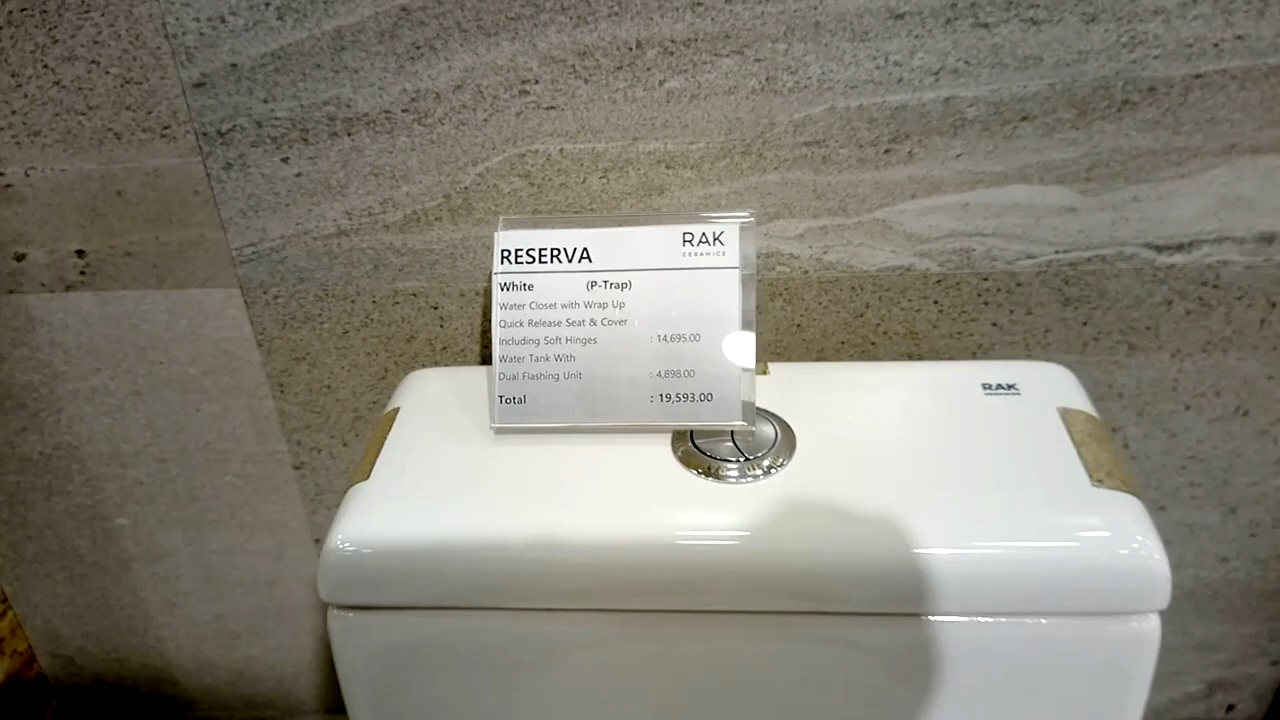 RESERVA
RAK
CERAMICS
White (P-Trap)
Water Closet with Wrap Up
Quick Release Seat & Cover
Including Soft Hinges : 14,695.00
Water Tank With
Dual Flashing Unit : 4,898.00
Total : 19,593.00
RAK
CERAMICS